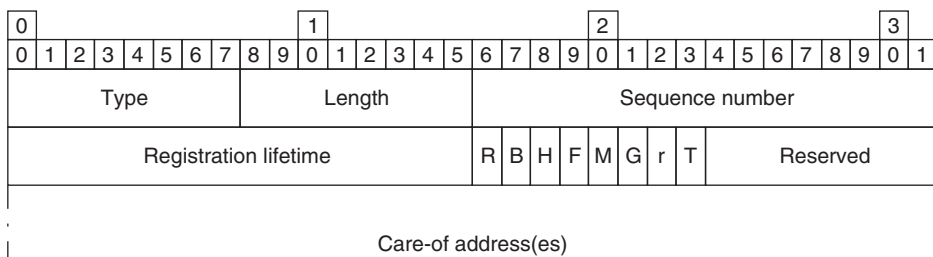 0 1 2 3
0 1 2 3 4 5 6 7 8 9 0 1 2 3 4 5 6 7 8 9 0 1 2 3 4 5 6 7 8 9 0 1
Type Length Sequence number
Registration lifetime R B H F M G r T Reserved
Care-of address(es)